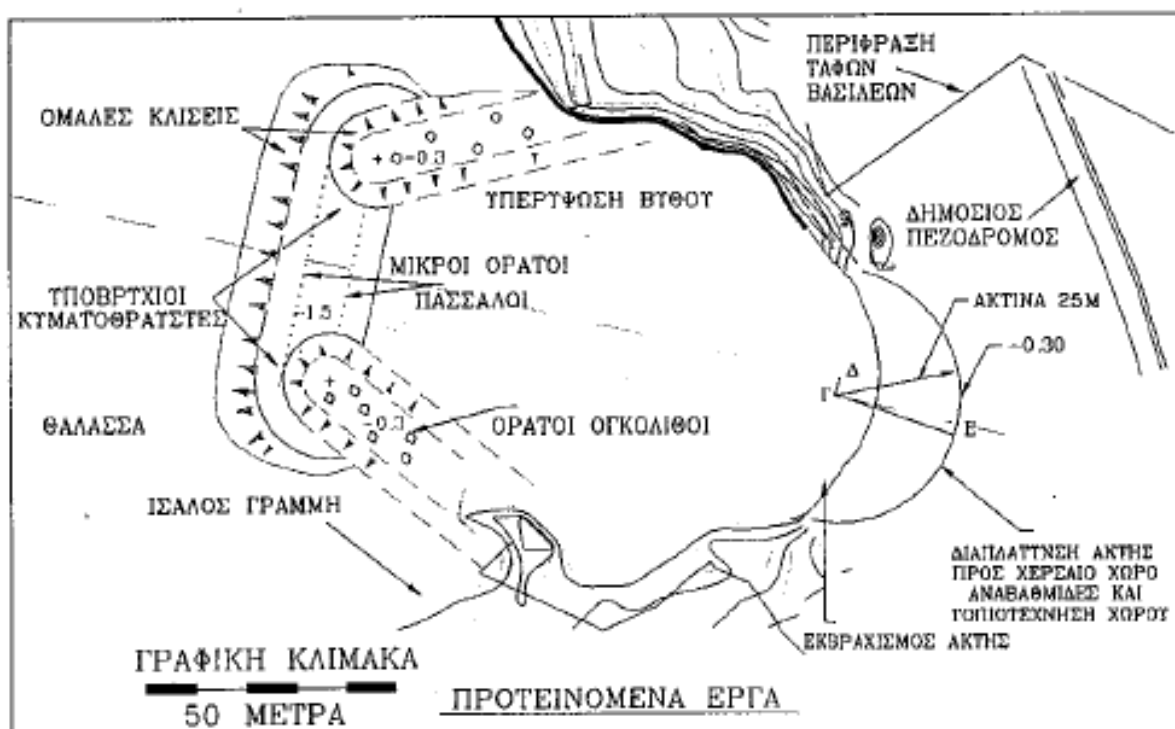 ΠΕΡΙΦΡΑΞΗ
ΤΑΦΩΝ
ΒΑΣΙΛΕΩΝ
ΟΜΑΛΕΣ ΚΛΙΣΕΙΣ
-0.3
ΥΠΕΡΥΨΩΣΗ ΒΥΘΟΥ
ΔΗΜΟΣΙΟΣ
ΠΕΖΟΔΡΟΜΟΣ
ΜΙΚΡΟΙ ΟΡΑΤΟΙ
ΠΑΣΣΑΛΟΙ
ΥΠΟΒΡΥΧΙΟΙ
ΚΥΜΑΤΟΘΡΑΥΣΤΕΣ
-1.5
ΑΚΤΙΝΑ 25Μ
-0.30
Δ
Γ
Ε
ΘΑΛΑΣΣΑ
-0.3
ΟΡΑΤΟΙ ΟΓΚΟΛΙΘΟΙ
ΙΣΑΛΟΣ ΓΡΑΜΜΗ
ΔΙΑΠΛΑΤΥΝΣΗ ΑΚΤΗΣ
ΠΡΟΣ ΧΕΡΣΑΙΟ ΧΩΡΟ
ΑΝΑΒΑΘΜΙΔΕΣ ΚΑΙ
ΤΟΠΙΟΤΕΧΝΗΣΗ ΧΩΡΟΥ
ΕΚΒΡΑΧΙΣΜΟΣ ΑΚΤΗΣ
ΓΡΑΦΙΚΗ ΚΛΙΜΑΚΑ
50 ΜΕΤΡΑ
ΠΡΟΤΕΙΝΟΜΕΝΑ ΕΡΓΑ